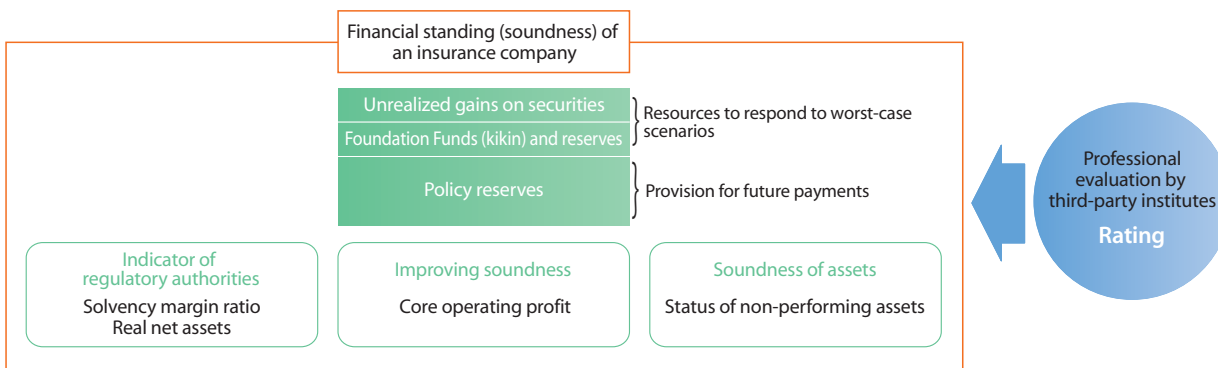 Financial standing (soundness) of
an insurance company
Unrealized gains on securities
Foundation Funds (kikin) and reserves
Resources to respond to worst-case
scenarios
Policy reserves
Provision for future payments
Indicator of
regulatory authorities
Solvency margin ratio
Real net assets
Improving soundness
Core operating profit
Soundness of assets
Status of non-performing assets
Professional
evaluation by
third-party institutes
Rating